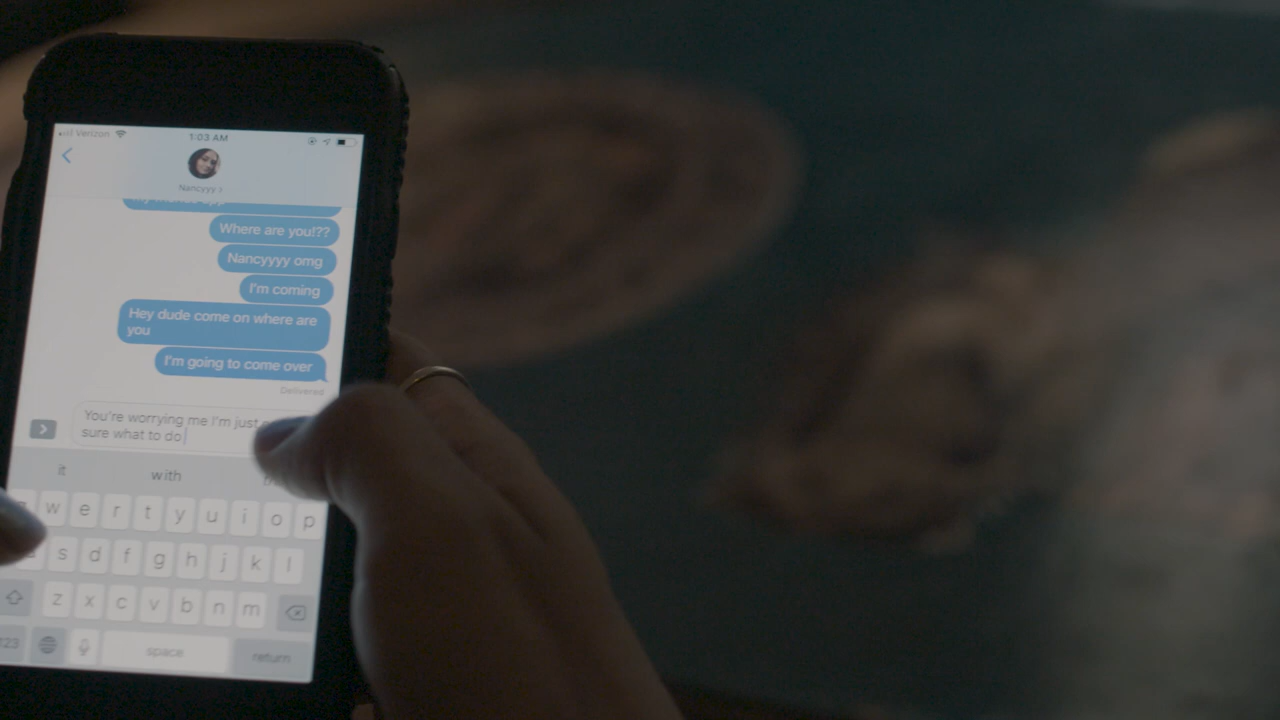 Verizon
1:03 AM
Nancyyy
Where are you!??
Nancyyyy omg
I'm coming
Hey dude come on where are
you
I'm going to come over
Delivered
You're worrying me I'm just
sure what to do
it with
w e r t y u i o p
s d f g h j k l
z x c v b n m
123 space return